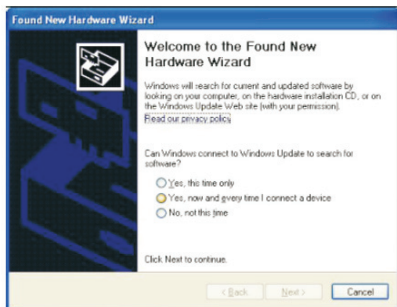 Found New Hardware Wizard
Welcome to the Found New
Hardware Wizard
Windows will search for current and updated software by
looking on your computer, on the hardware installation CD, or on
the Windows Update Web site (with your permission).
Read our privacy policy
Can Windows connect to Windows Update to search for
software?
Yes, this time only
Yes, now and every time I connect a device
No, not this time
Click Next to continue.
< Back Next > Cancel